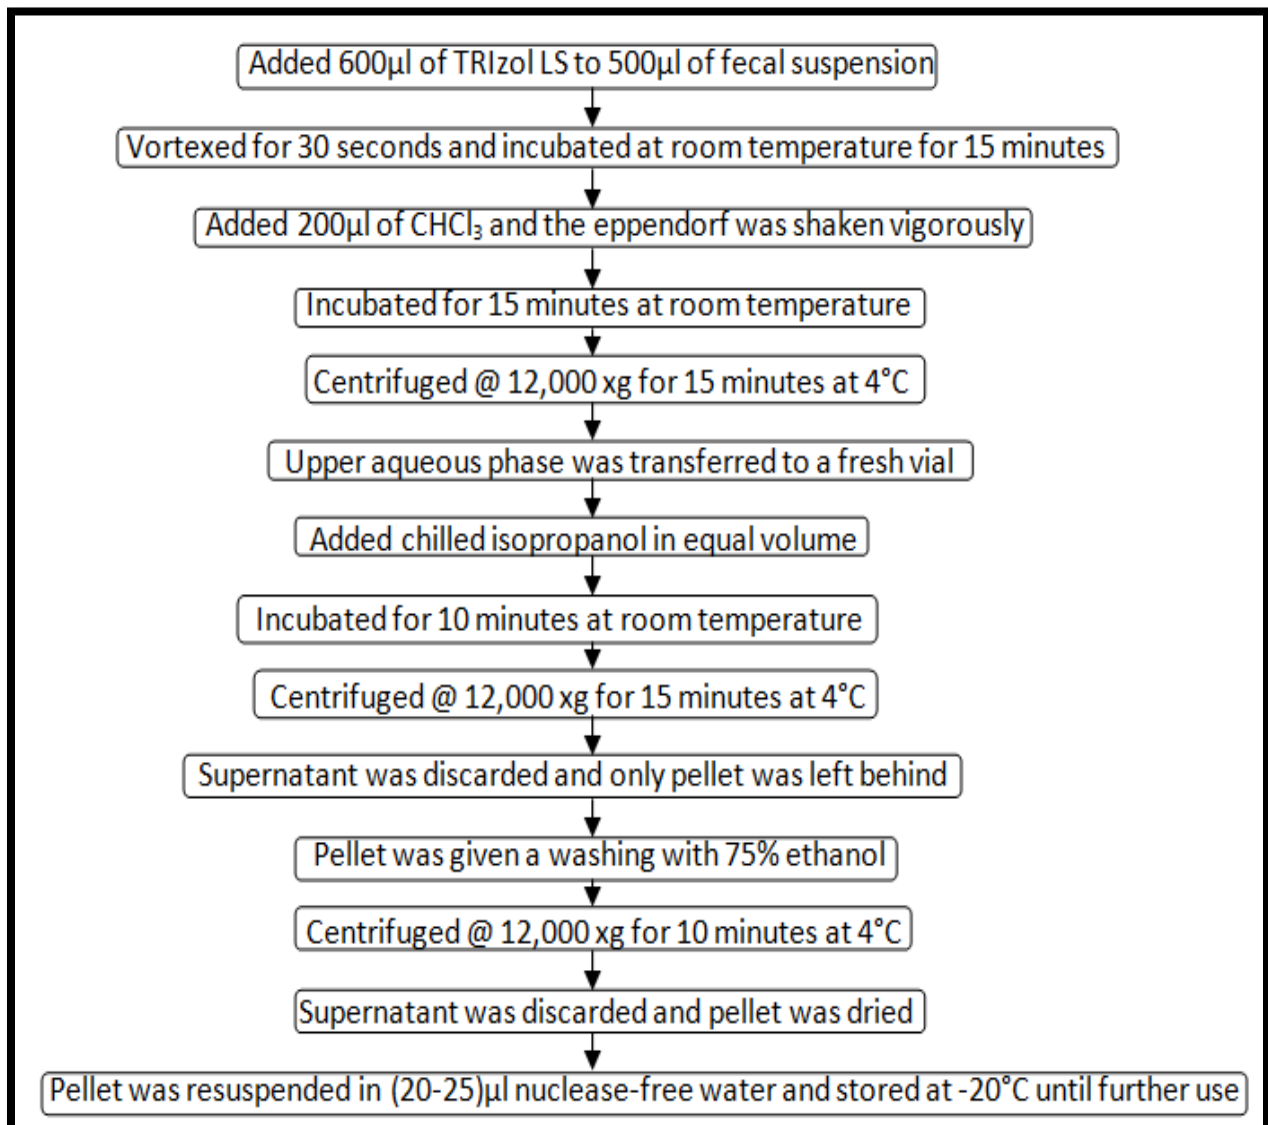 Added 600µl of TRIzol LS to 500µl of fecal suspension
Vortexed for 30 seconds and incubated at room temperature for 15 minutes
Added 200µl of CHCl₃ and the eppendorf was shaken vigorously
Incubated for 15 minutes at room temperature
Centrifuged @ 12,000 xg for 15 minutes at 4°C
Upper aqueous phase was transferred to a fresh vial
Added chilled isopropanol in equal volume
Incubated for 10 minutes at room temperature
Centrifuged @ 12,000 xg for 15 minutes at 4°C
Supernatant was discarded and only pellet was left behind
Pellet was given a washing with 75% ethanol
Centrifuged @ 12,000 xg for 10 minutes at 4°C
Supernatant was discarded and pellet was dried
Pellet was resuspended in (20-25)µl nuclease-free water and stored at -20°C until further use